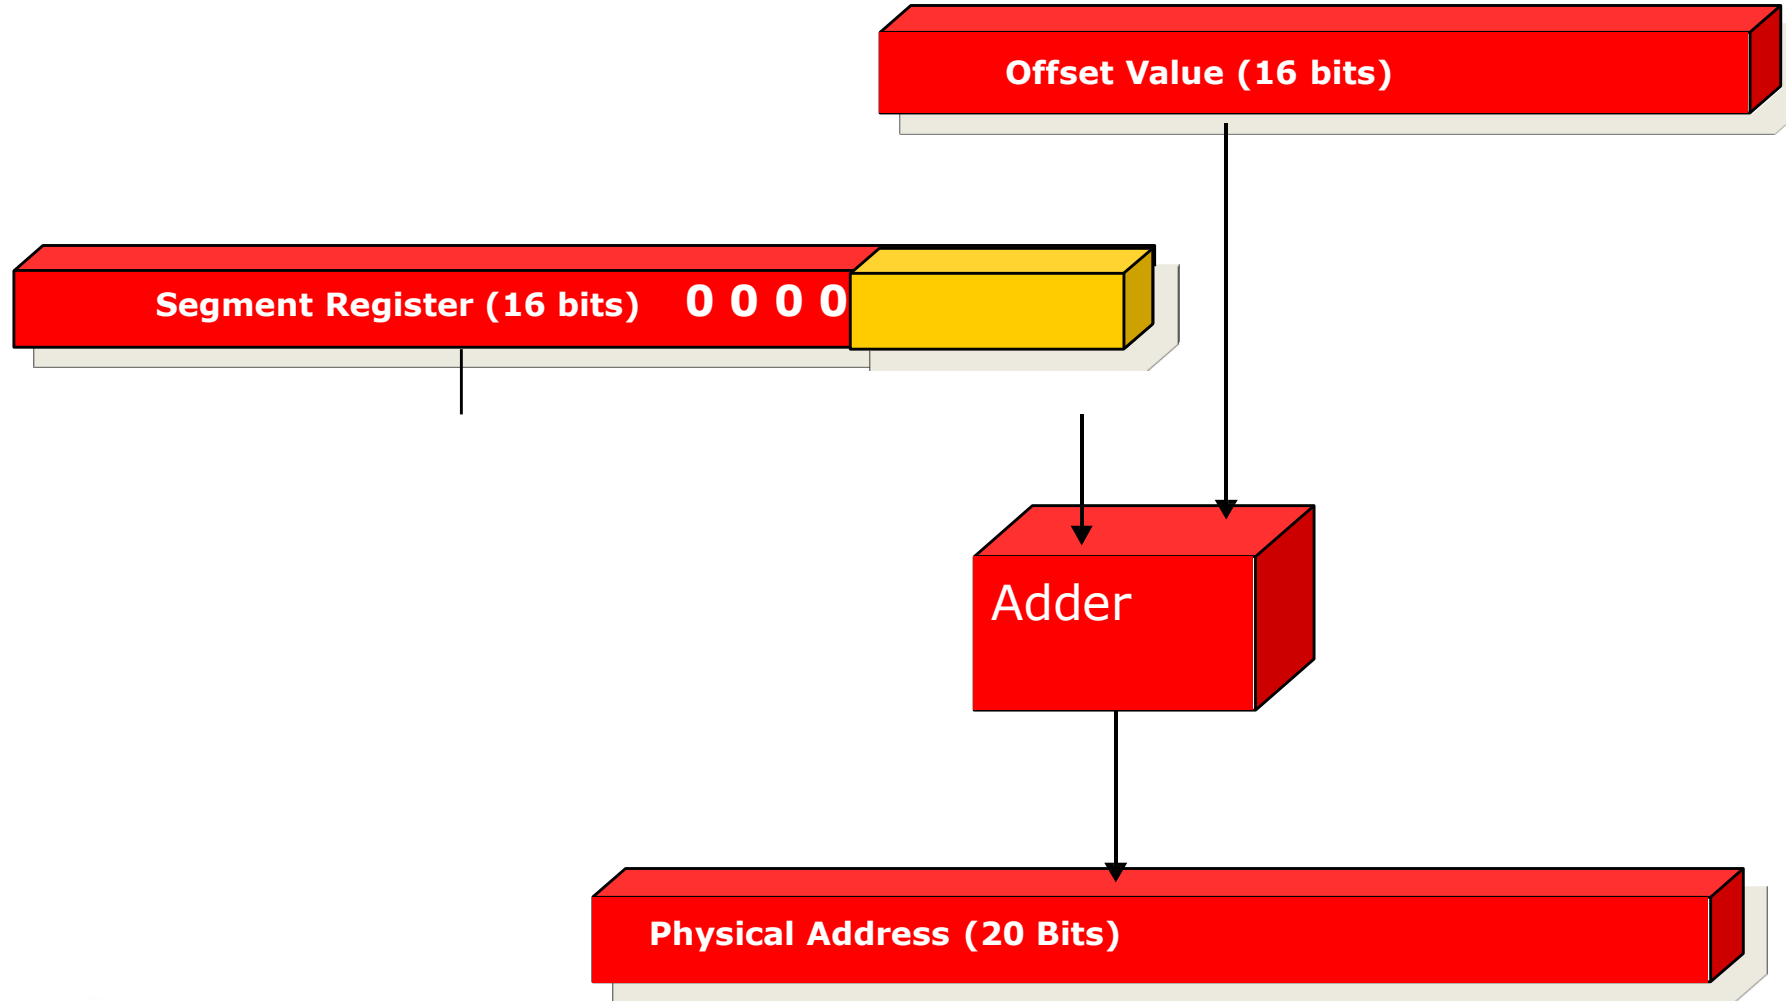 Offset Value (16 bits)
Segment Register (16 bits) 0 0 0 0
Adder
Physical Address (20 Bits)